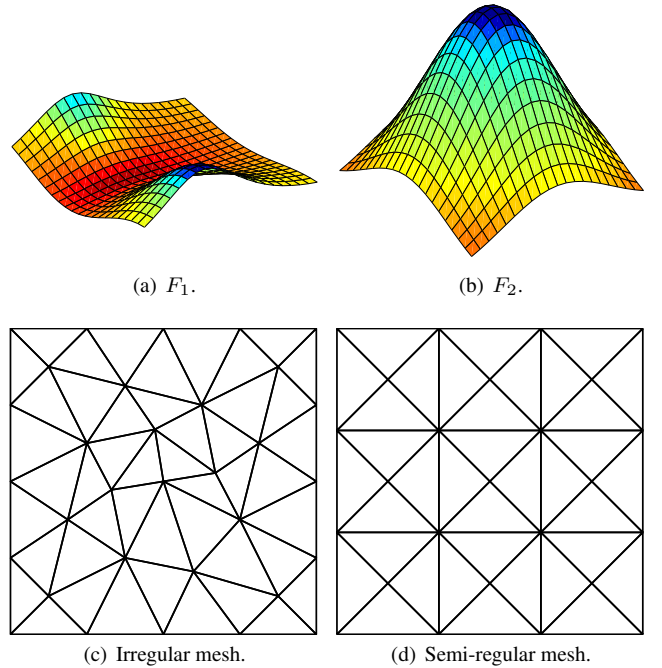 (a) F₁.
(b) F₂.
(c) Irregular mesh.
(d) Semi-regular mesh.